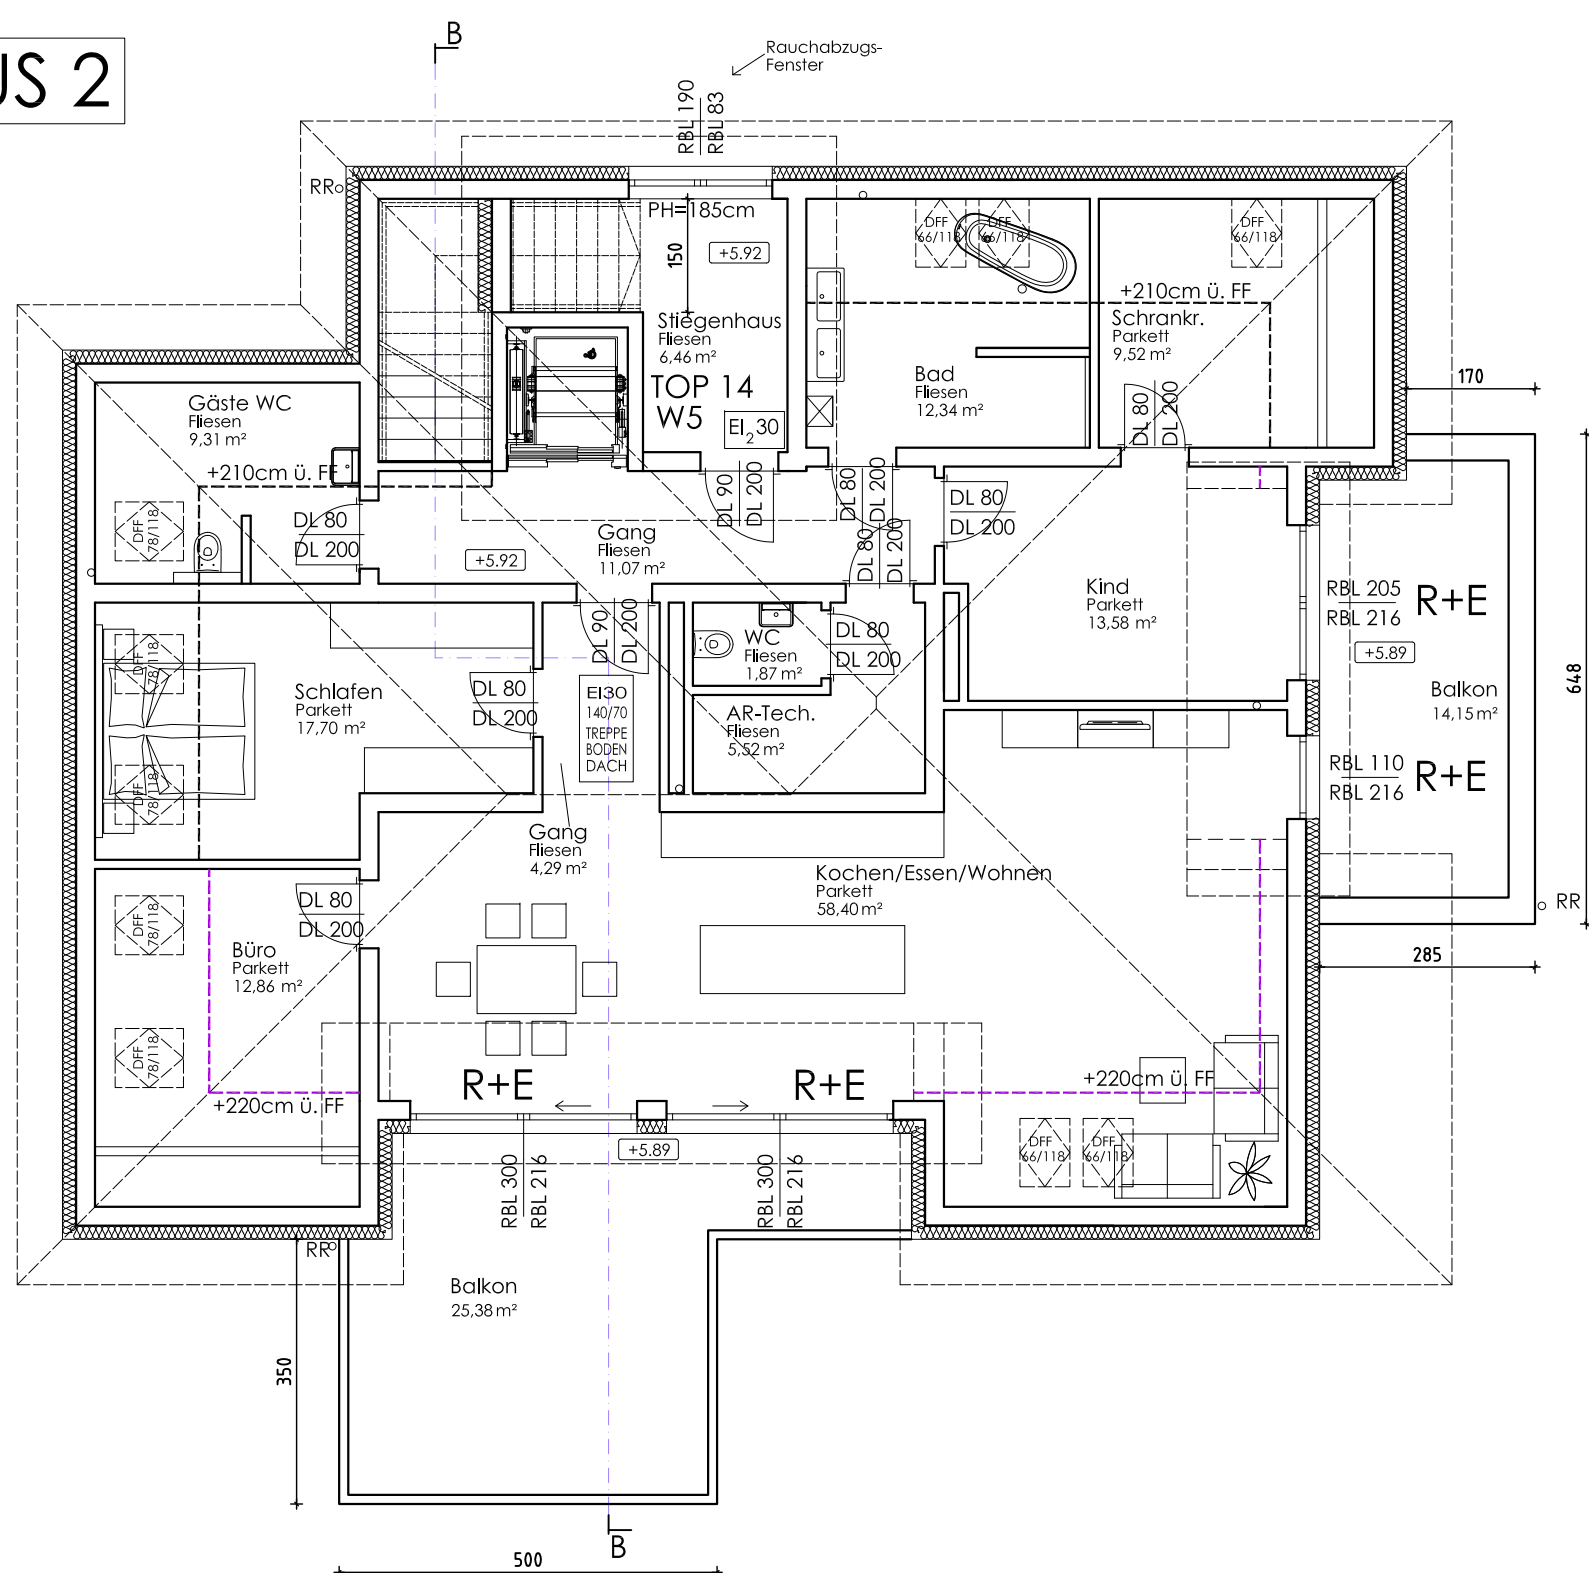 US 2
B
Rauchabzugs-
Fenster
RBL 190
RBL 83
RR
PH=185cm
150
+5.92
DFF
66/118
DFF
66/118
DFF
66/118
+210cm ü. FF
Stiegenhaus
Fliesen
6,46 m²
TOP 14
W5
EI₂30
Schrankr.
Parkett
9,52 m²
Bad
Fliesen
12,34 m²
170
Gäste WC
Fliesen
9,31 m²
+210cm ü. FF
DL 80
DL 200
DL 90
DL 200
DL 80
DL 200
DL 80
DL 200
DL 80
DL 200
DL 80
DL 200
DFF
78/118
Gang
Fliesen
11,07 m²
+5.92
Kind
Parkett
13,58 m²
RBL 205
RBL 216
R+E
+5.89
Balkon
14,15 m²
648
DL 90
DL 200
WC
Fliesen
1,87 m²
DL 80
DL 200
DFF
78/118
Schlafen
Parkett
17,70 m²
DL 80
DL 200
EI30
140/70
TREPPE
BODEN
DACH
AR-Tech.
Fliesen
5,52 m²
RBL 110
RBL 216
R+E
DFF
78/118
Gang
Fliesen
4,29 m²
Kochen/Essen/Wohnen
Parkett
58,40 m²
DL 80
DL 200
RR
DFF
78/118
Büro
Parkett
12,86 m²
285
DFF
78/118
+220cm ü. FF
R+E
R+E
+220cm ü. FF
+5.89
DFF
66/118
DFF
66/118
RBL 300
RBL 216
RBL 300
RBL 216
RR
Balkon
25,38 m²
350
B
500